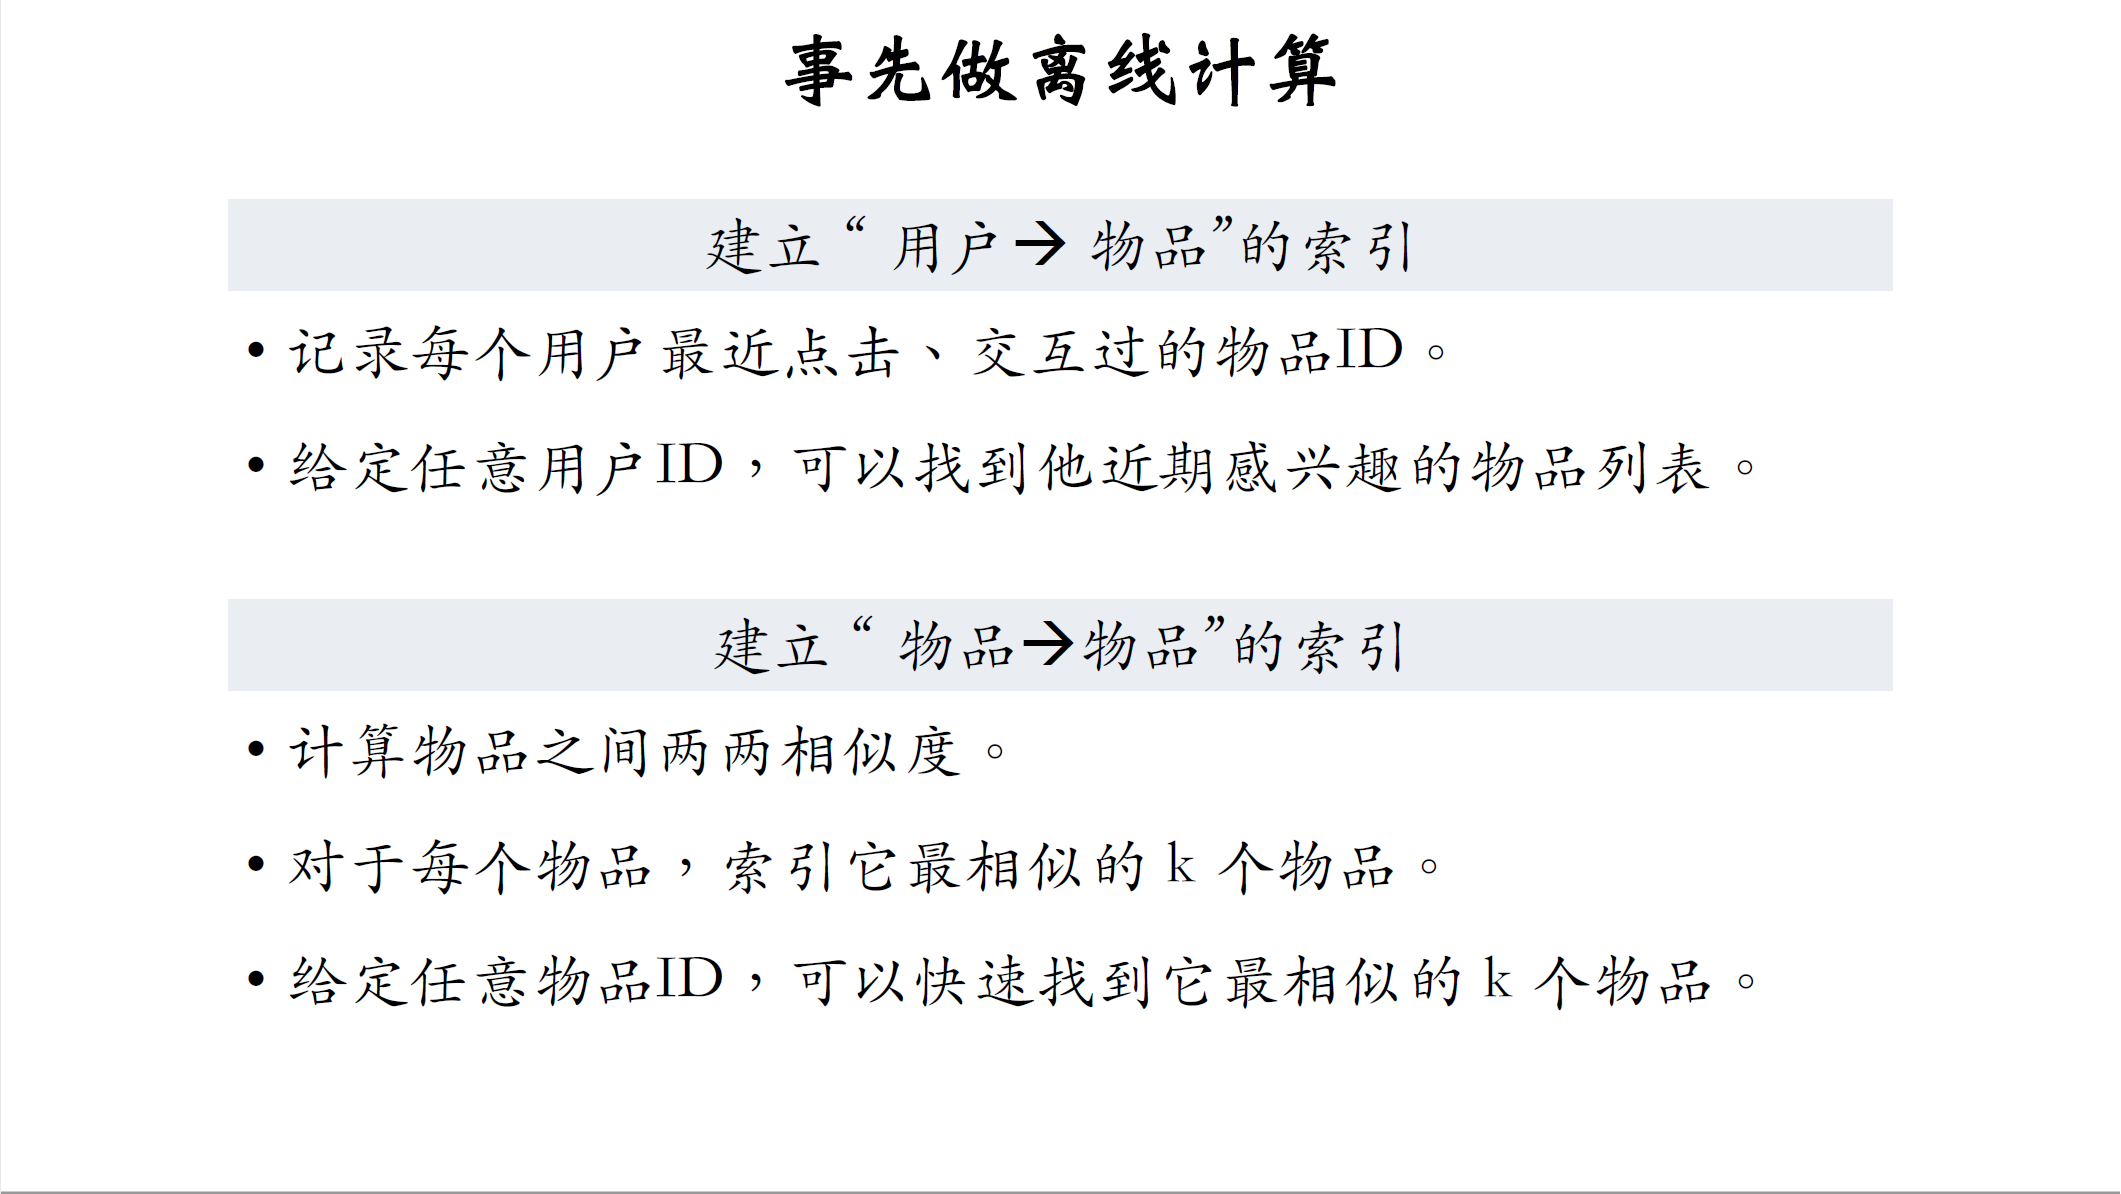 事先做离线计算
建立“用户→ 物品”的索引
• 记录每个用户最近点击、交互过的物品ID。
• 给定任意用户ID，可以找到他近期感兴趣的物品列表。
建立“物品→物品”的索引
• 计算物品之间两两相似度。
• 对于每个物品，索引它最相似的 k 个物品。
• 给定任意物品ID，可以快速找到它最相似的 k 个物品。